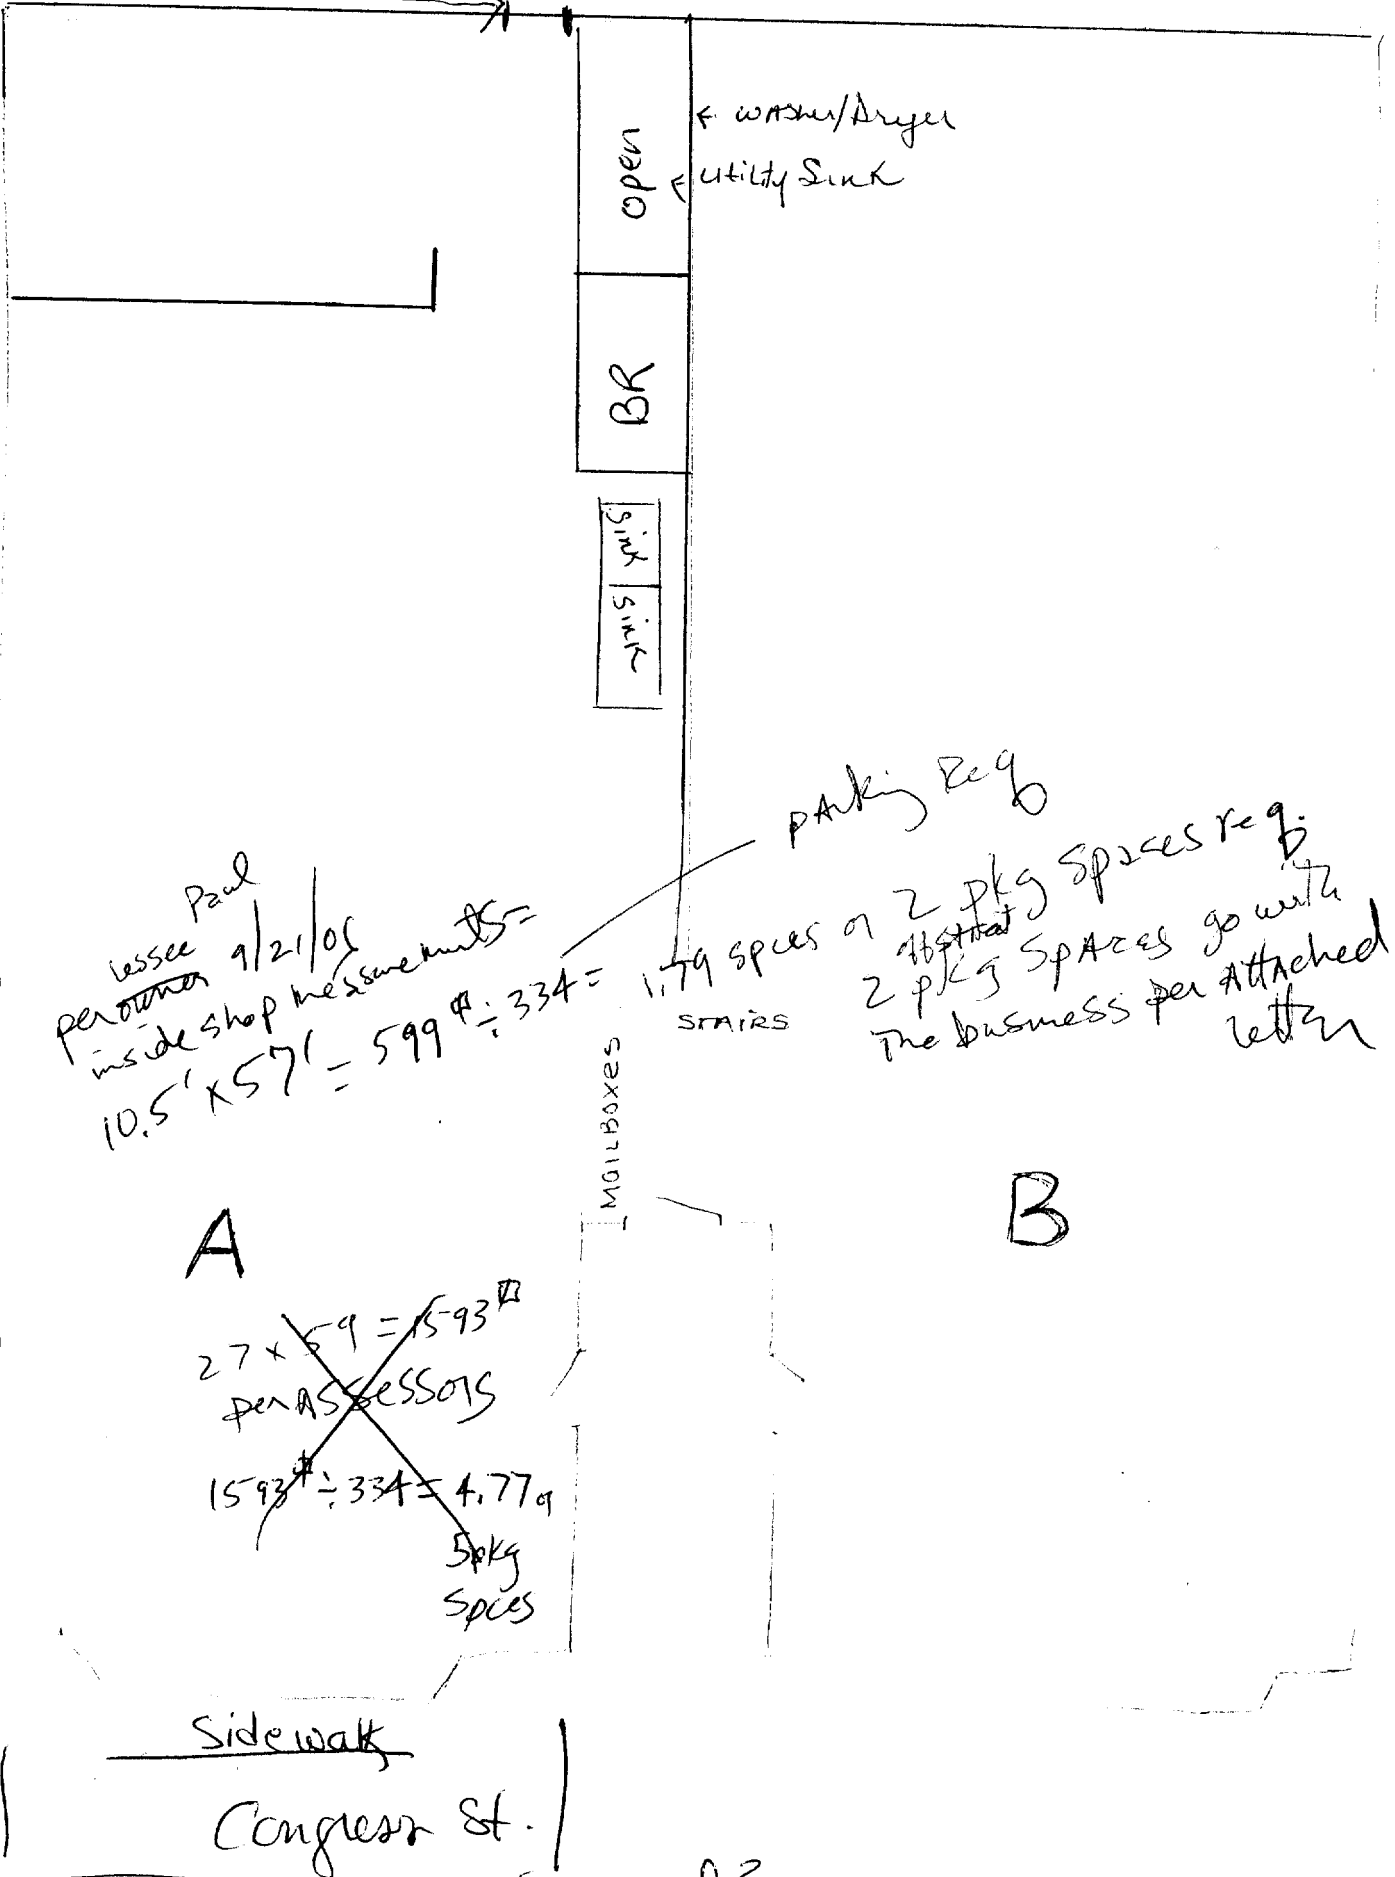 ← Washer/Dryer
← Utility Sink
open
BR
Sink
Sink
Parking Req
Paul
lessee
per owner 9/21/05
inside shop measurements =
10.5' x 57' = 599 ÷ 334 = 1.79 spces or 2 pkg spaces req.
2 pkg spaces go with
The business per Attached
letter
STAIRS
MAILBOXES
A
B
27 x 59 = 1593
per Assessors
1593 ÷ 334 = 4.77 or
5 pkg
Spces
Sidewalk
Congress St.